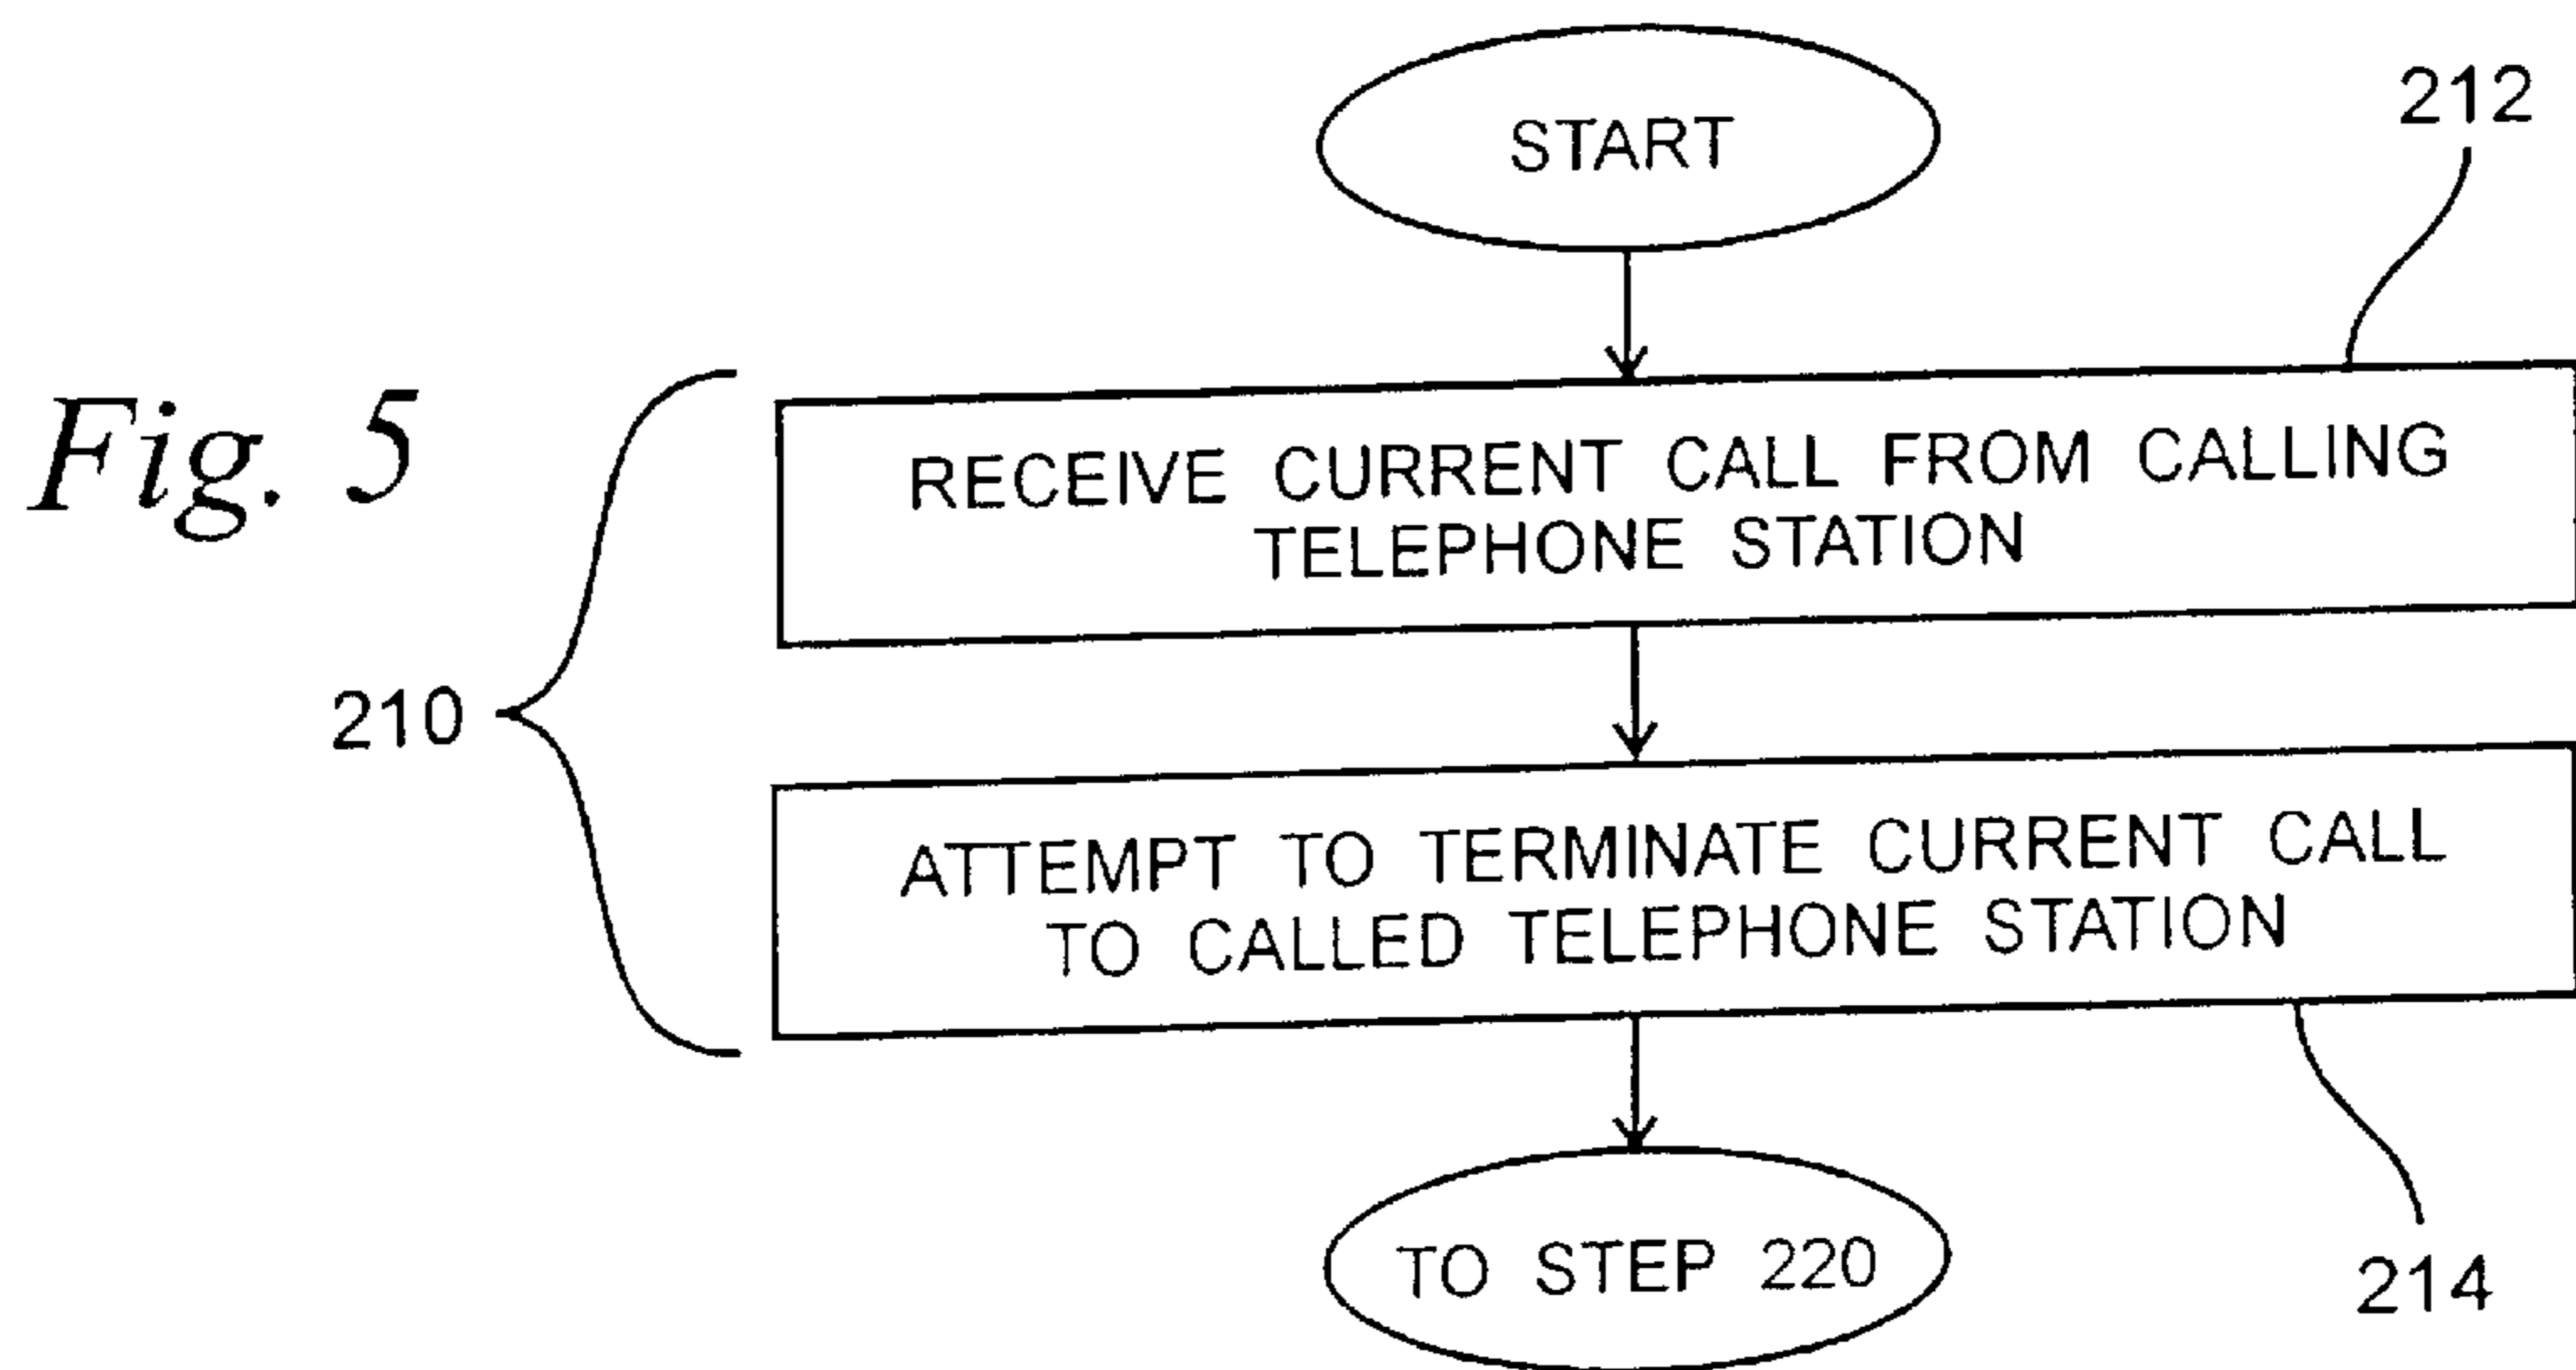 START
212
Fig. 5
RECEIVE CURRENT CALL FROM CALLING
TELEPHONE STATION
210
ATTEMPT TO TERMINATE CURRENT CALL
TO CALLED TELEPHONE STATION
TO STEP 220
214